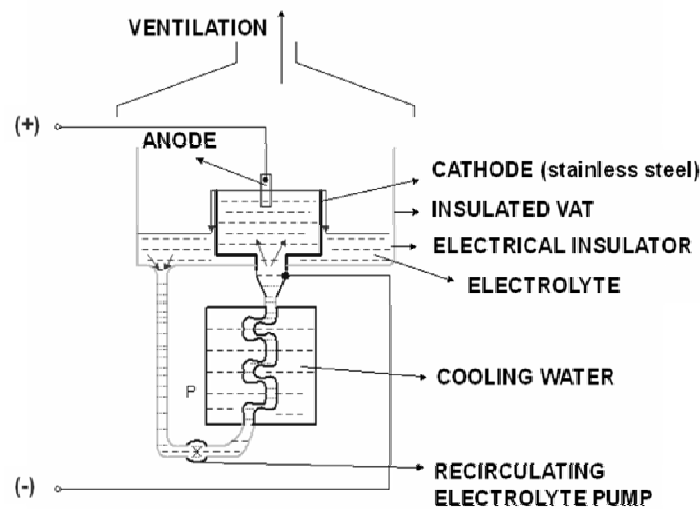 VENTILATION
(+)
ANODE
CATHODE (stainless steel)
INSULATED VAT
ELECTRICAL INSULATOR
ELECTROLYTE
P
COOLING WATER
(-)
RECIRCULATING
ELECTROLYTE PUMP